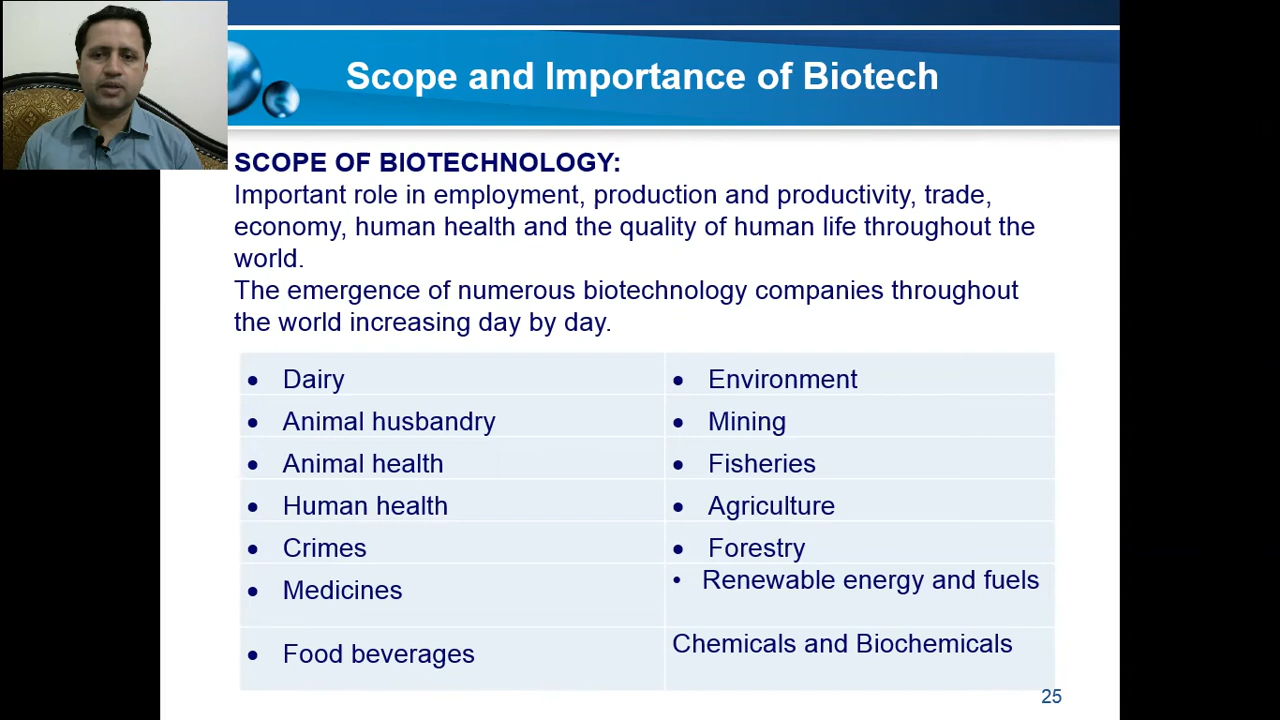 Scope and Importance of Biotech
SCOPE OF BIOTECHNOLOGY:
Important role in employment, production and productivity, trade,
economy, human health and the quality of human life throughout the
world.
The emergence of numerous biotechnology companies throughout
the world increasing day by day.
• Dairy
• Environment
• Animal husbandry
• Mining
• Animal health
• Fisheries
• Human health
• Agriculture
• Crimes
• Forestry
• Medicines
• Renewable energy and fuels
• Food beverages
Chemicals and Biochemicals
25